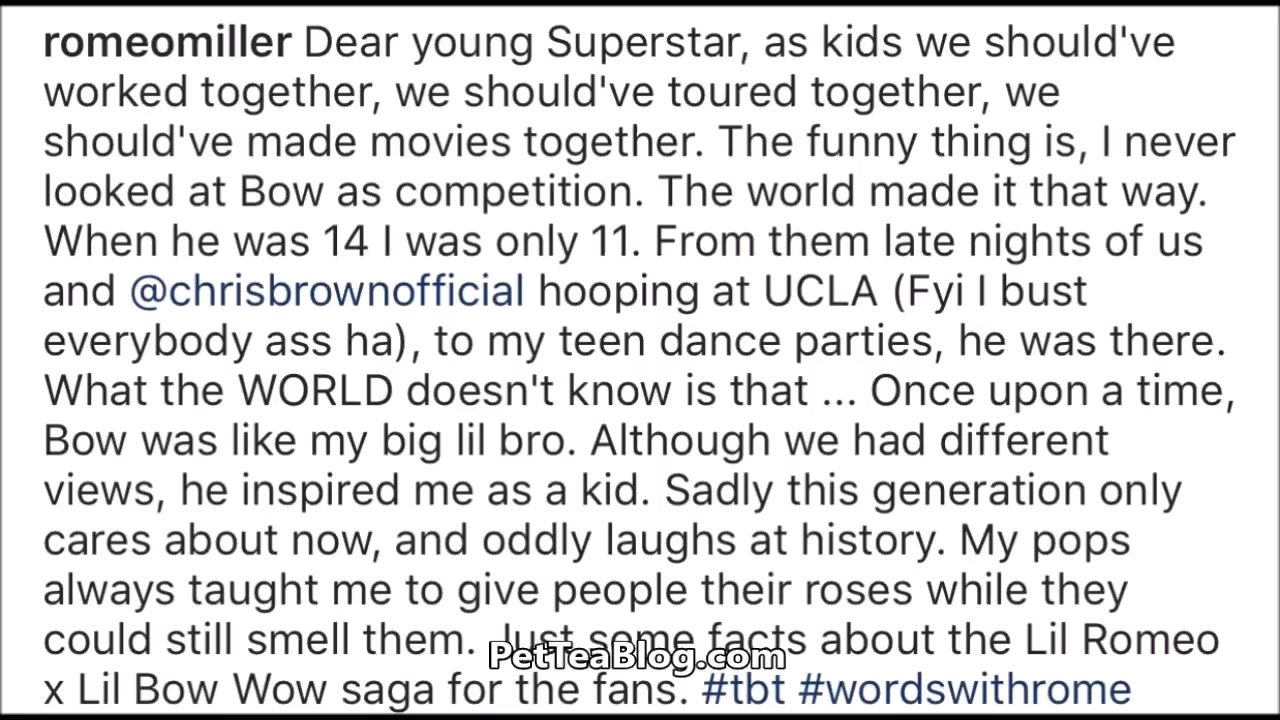 romeomiller Dear young Superstar, as kids we should've
worked together, we should've toured together, we
should've made movies together. The funny thing is, I never
looked at Bow as competition. The world made it that way.
When he was 14 I was only 11. From them late nights of us
and @chrisbrownofficial hooping at UCLA (Fyi I bust
everybody ass ha), to my teen dance parties, he was there.
What the WORLD doesn't know is that ... Once upon a time,
Bow was like my big lil bro. Although we had different
views, he inspired me as a kid. Sadly this generation only
cares about now, and oddly laughs at history. My pops
always taught me to give people their roses while they
could still smell them. Just some facts about the Lil Romeo
PetTeaBlog.com
x Lil Bow Wow saga for the fans. #tbt #wordswithrome